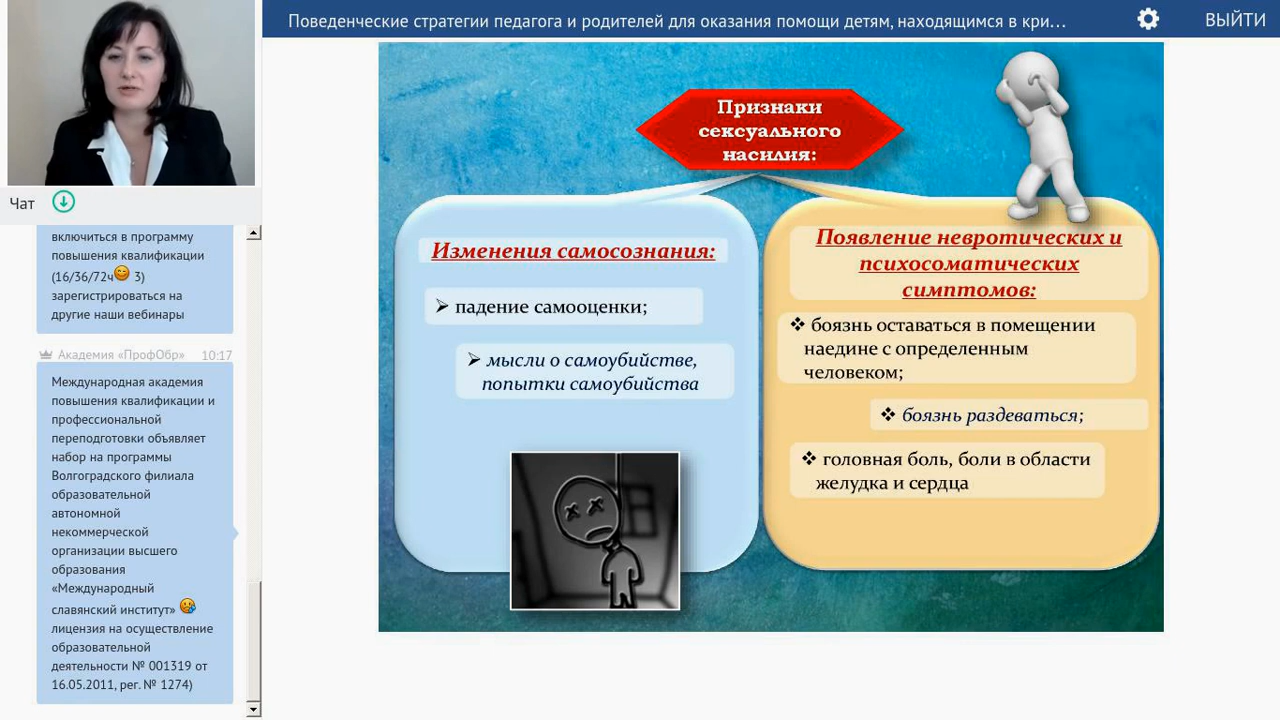 Поведенческие стратегии педагога и родителей для оказания помощи детям, находящимся в кри...
ВЫЙТИ
Чат
включиться в программу
повышения квалификации
(16/36/72ч 3)
зарегистрироваться на
другие наши вебинары
Академия «ПрофОбр» 10:17
Международная академия
повышения квалификации и
профессиональной
переподготовки объявляет
набор на программы
Волгоградского филиала
образовательной
автономной
некоммерческой
организации высшего
образования
«Международный
славянский институт»
лицензия на осуществление
образовательной
деятельности № 001319 от
16.05.2011, рег. № 1274)
Признаки
сексуального
насилия:
Изменения самосознания:
падение самооценки;
мысли о самоубийстве,
попытки самоубийства
Появление невротических и
психосоматических
симптомов:
боязнь оставаться в помещении
наедине с определенным
человеком;
боязнь раздеваться;
головная боль, боли в области
желудка и сердца